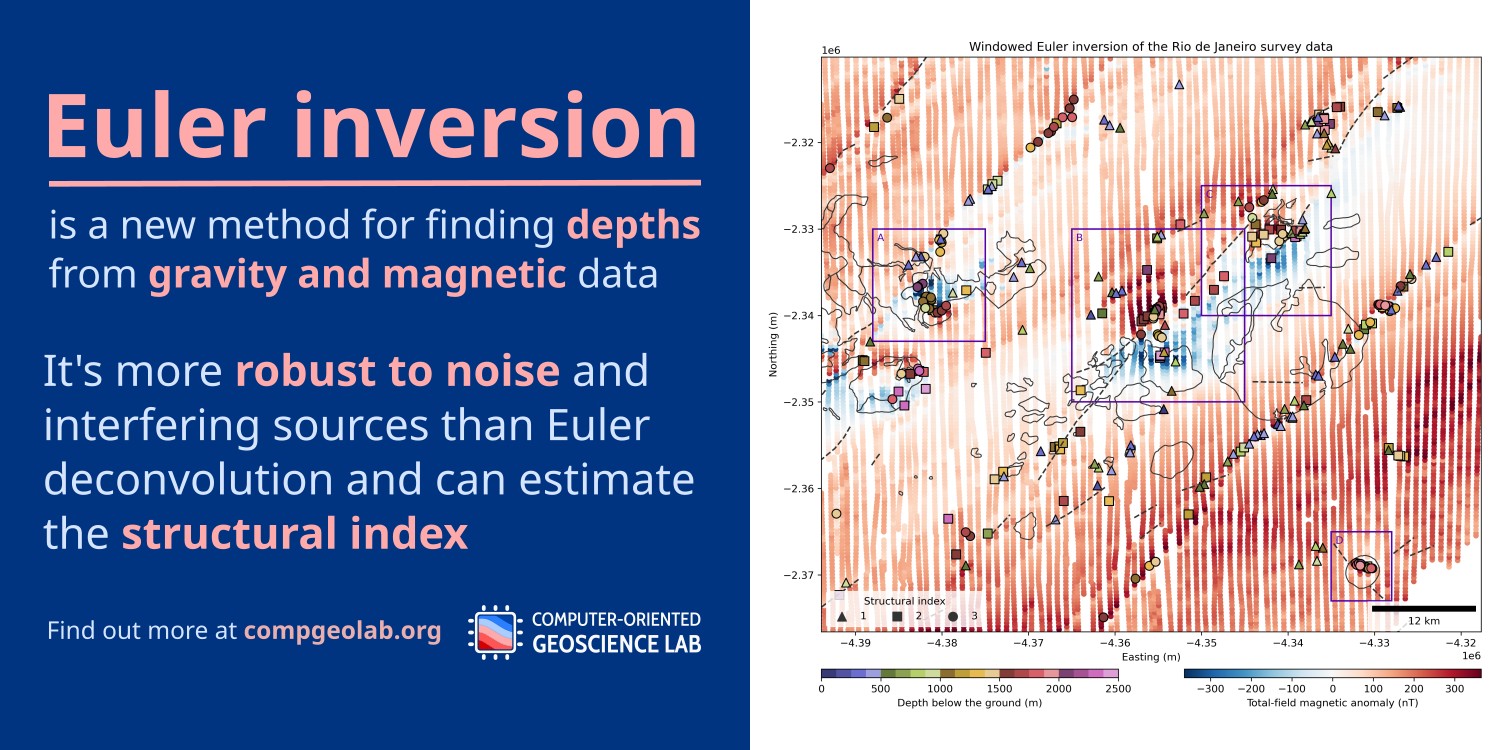 Euler inversion
is a new method for finding depths
from gravity and magnetic data
It's more robust to noise and
interfering sources than Euler
deconvolution and can estimate
the structural index
Find out more at compgeolab.org
COMPUTER-ORIENTED
GEOSCIENCE LAB
Windowed Euler inversion of the Rio de Janeiro survey data
1e6
−2.32
−2.33
−2.34
−2.35
−2.36
−2.37
Northing (m)
A
B
C
D
Structural index
1 2 3
12 km
−4.39 −4.38 −4.37 −4.36 −4.35 −4.34 −4.33 −4.32
Easting (m)
1e6
0 500 1000 1500 2000 2500
Depth below the ground (m)
−300 −200 −100 0 100 200 300
Total-field magnetic anomaly (nT)